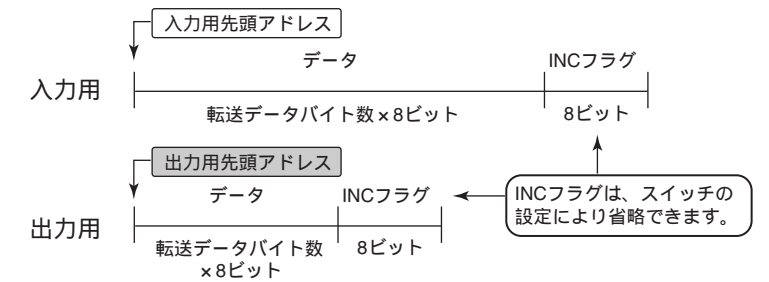 入力用先頭アドレス
データ
INCフラグ
入力用
転送データバイト数×8ビット
8ビット
出力用先頭アドレス
データ
INCフラグ
INCフラグは、スイッチの
設定により省略できます。
出力用
転送データバイト数
×8ビット
8ビット